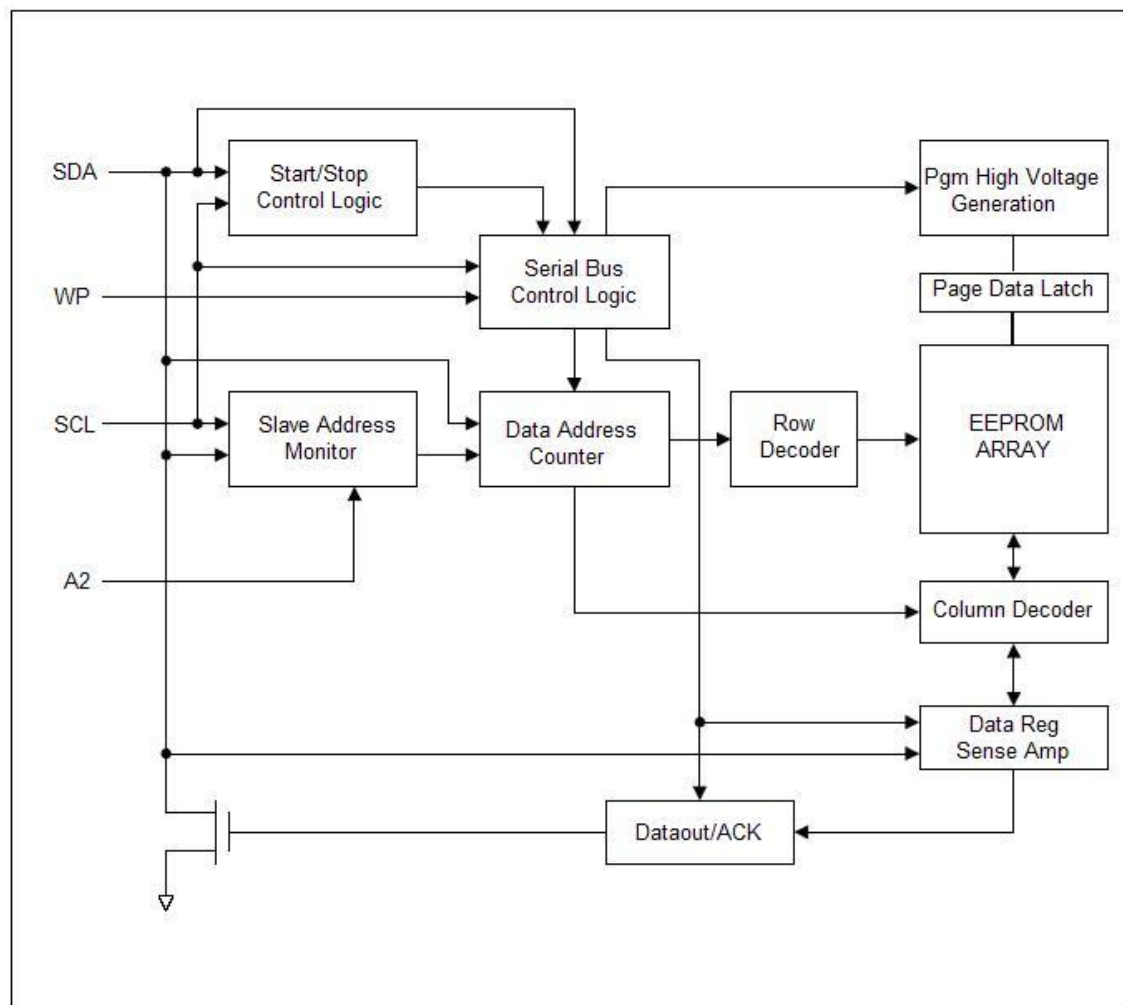 SDA
Start/Stop
Control Logic
Pgm High Voltage
Generation
Serial Bus
Control Logic
WP
Page Data Latch
SCL
Slave Address
Monitor
Data Address
Counter
Row
Decoder
EEPROM
ARRAY
A2
Column Decoder
Data Reg
Sense Amp
Dataout/ACK